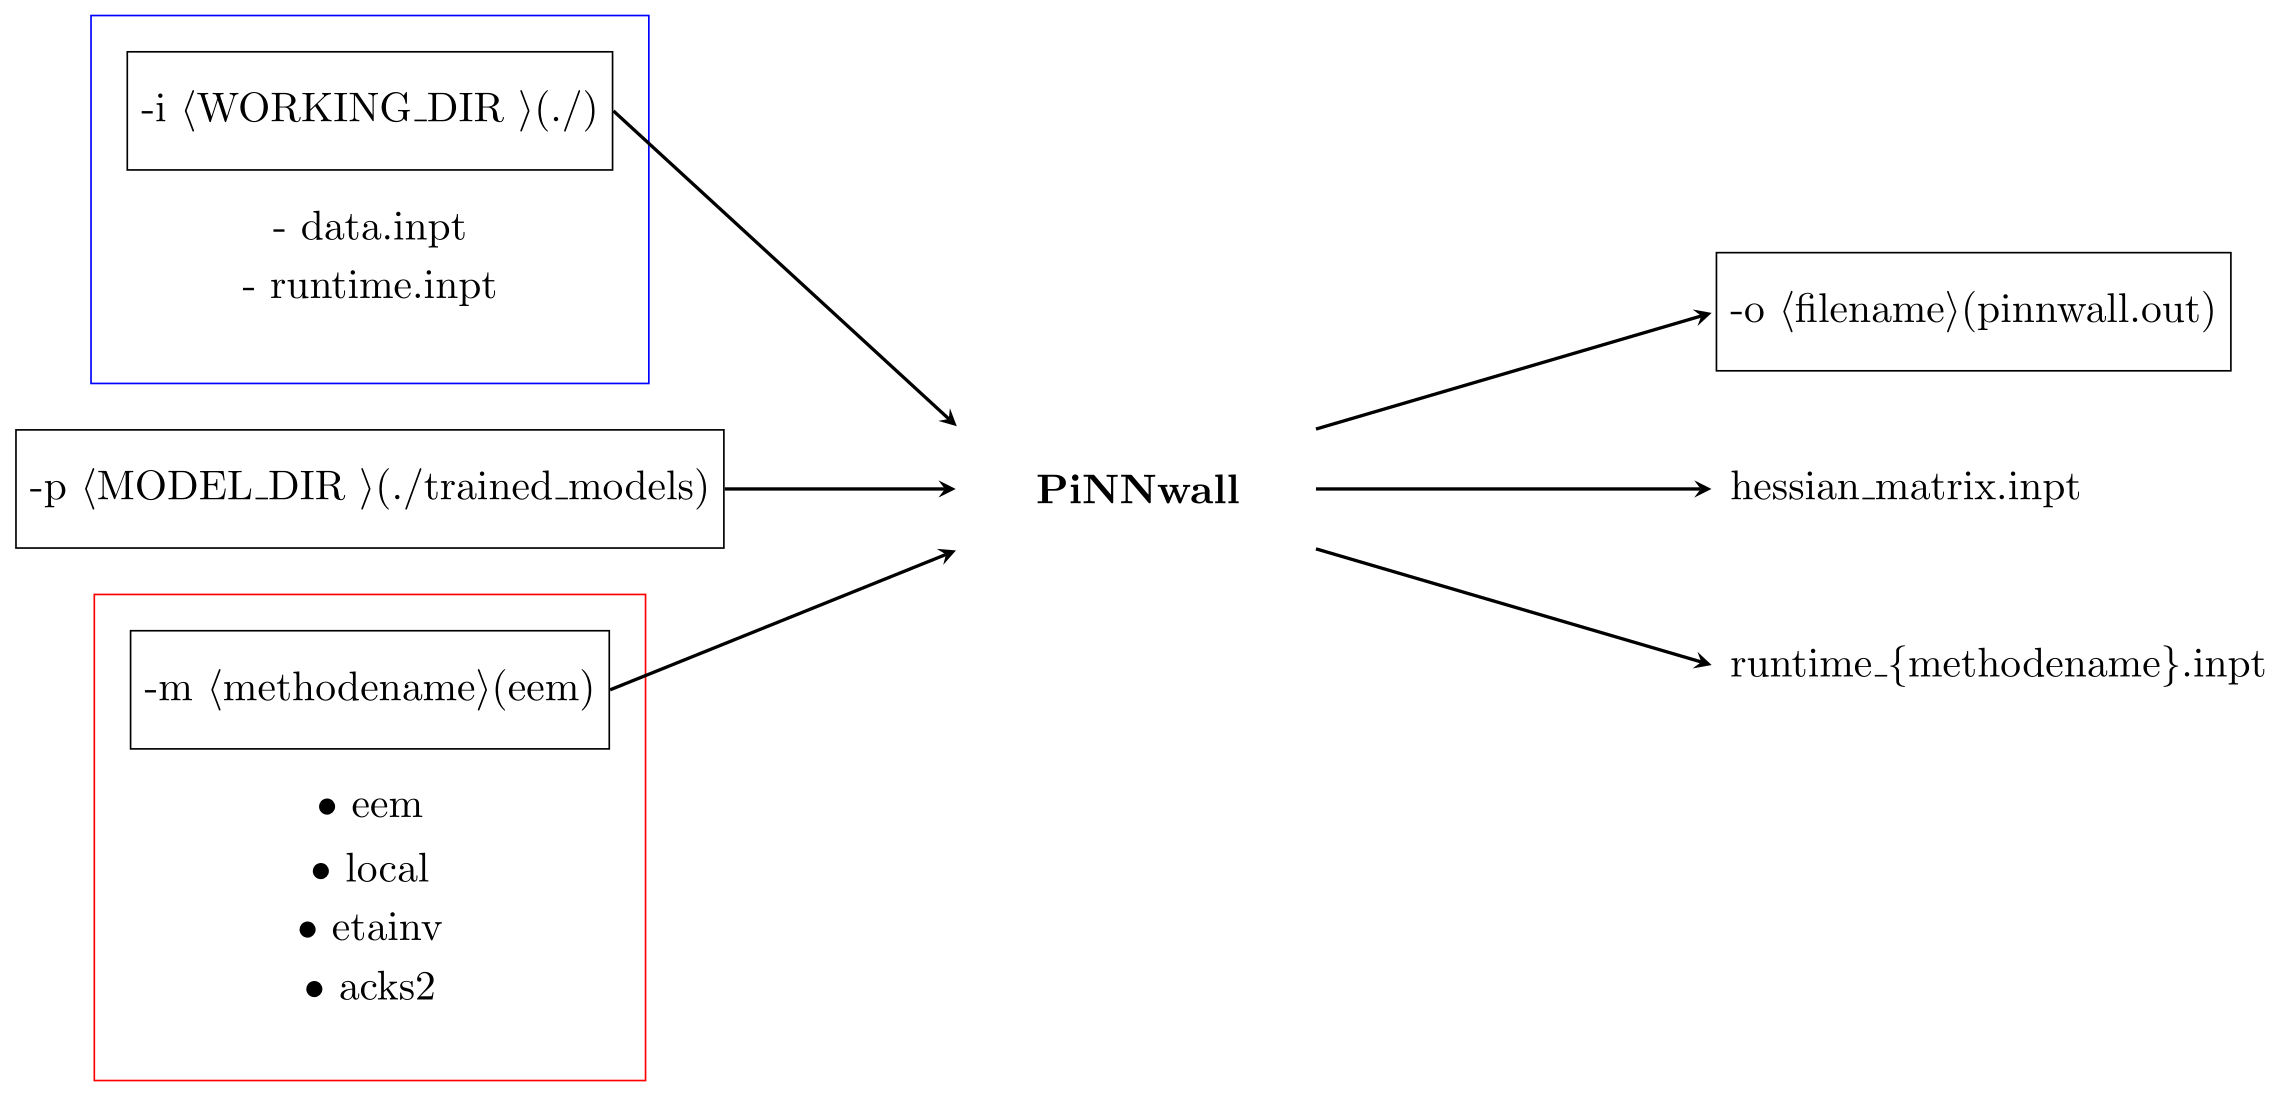 -i ⟨WORKING_DIR ⟩(./)
- data.inpt
- runtime.inpt
-p ⟨MODEL_DIR ⟩(./trained_models)
-m ⟨methodename⟩(eem)
• eem
• local
• etainv
• acks2
PiNNwall
-o ⟨filename⟩(pinnwall.out)
hessian_matrix.inpt
runtime_{methodename}.inpt